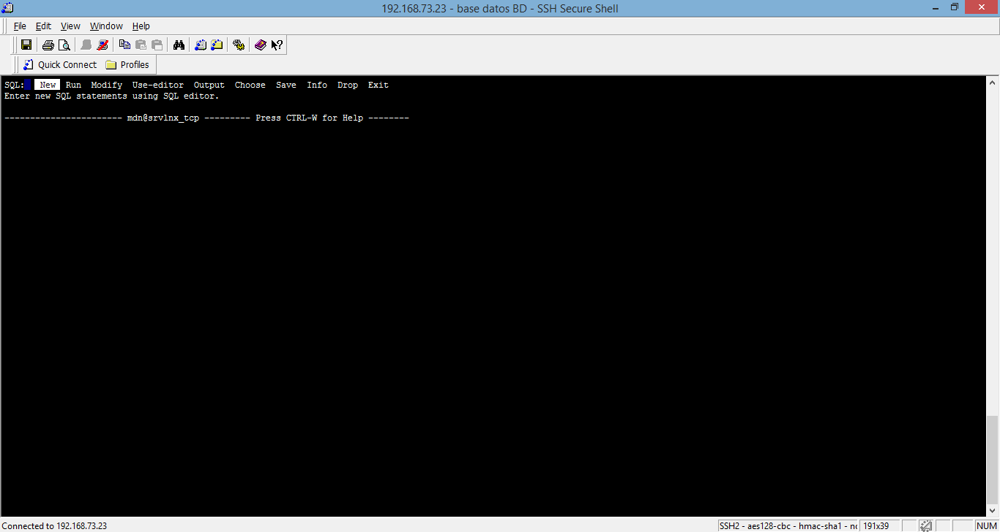 192.168.73.23 - base datos BD - SSH Secure Shell
File Edit View Window Help
Quick Connect Profiles
SQL: New Run Modify Use-editor Output Choose Save Info Drop Exit
Enter new SQL statements using SQL editor.
----------------------- mdn@srvlnx_tcp --------- Press CTRL-W for Help --------
Connected to 192.168.73.23 SSH2 - aes128-cbc - hmac-sha1 - 191x39 NUM